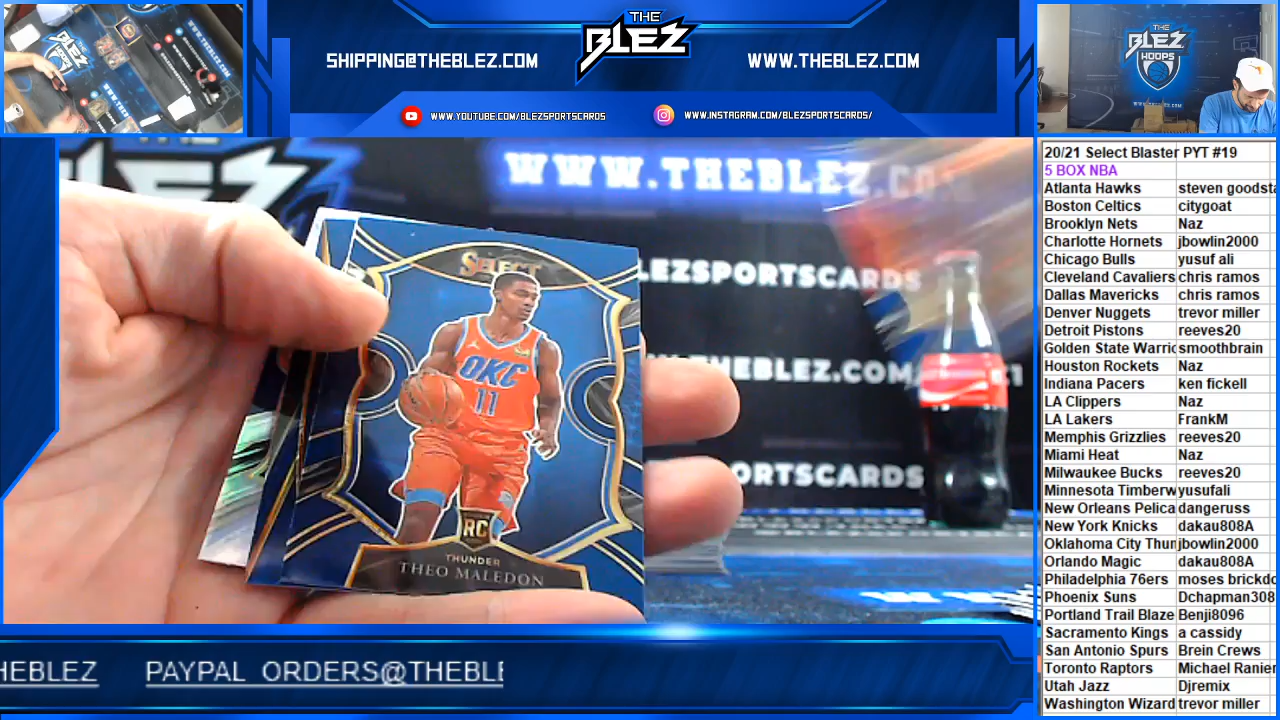 THE
BLEZ
SHIPPING@THEBLEZ.COM
WWW.THEBLEZ.COM
WWW.YOUTUBE.COM/BLEZSPORTSCARDS
WWW.INSTAGRAM.COM/BLEZSPORTSCARDS/
THE
BLEZ
HOOPS
WWW.THEBLEZ.COM
BLEZSPORTSCARDS
WWW.THEBLEZ.COM
SPORTSCARDS
SELECT
OKC
11
RC
THUNDER
THEO MALEDON
HEBLEZ
PAYPAL ORDERS@THEBLE
20/21 Select Blaster PYT #19
5 BOX NBA
Atlanta Hawks steven goodsta
Boston Celtics citygoat
Brooklyn Nets Naz
Charlotte Hornets jbowlin2000
Chicago Bulls yusuf ali
Cleveland Cavaliers chris ramos
Dallas Mavericks chris ramos
Denver Nuggets trevor miller
Detroit Pistons reeves20
Golden State Warric smoothbrain
Houston Rockets Naz
Indiana Pacers ken fickell
LA Clippers Naz
LA Lakers FrankM
Memphis Grizzlies reeves20
Miami Heat Naz
Milwaukee Bucks reeves20
Minnesota Timberw yusufali
New Orleans Pelica dangeruss
New York Knicks dakau808A
Oklahoma City Thun jbowlin2000
Orlando Magic dakau808A
Philadelphia 76ers moses brickdo
Phoenix Suns Dchapman308
Portland Trail Blaze Benji8096
Sacramento Kings a cassidy
San Antonio Spurs Brein Crews
Toronto Raptors Michael Ranier
Utah Jazz Djremix
Washington Wizard trevor miller